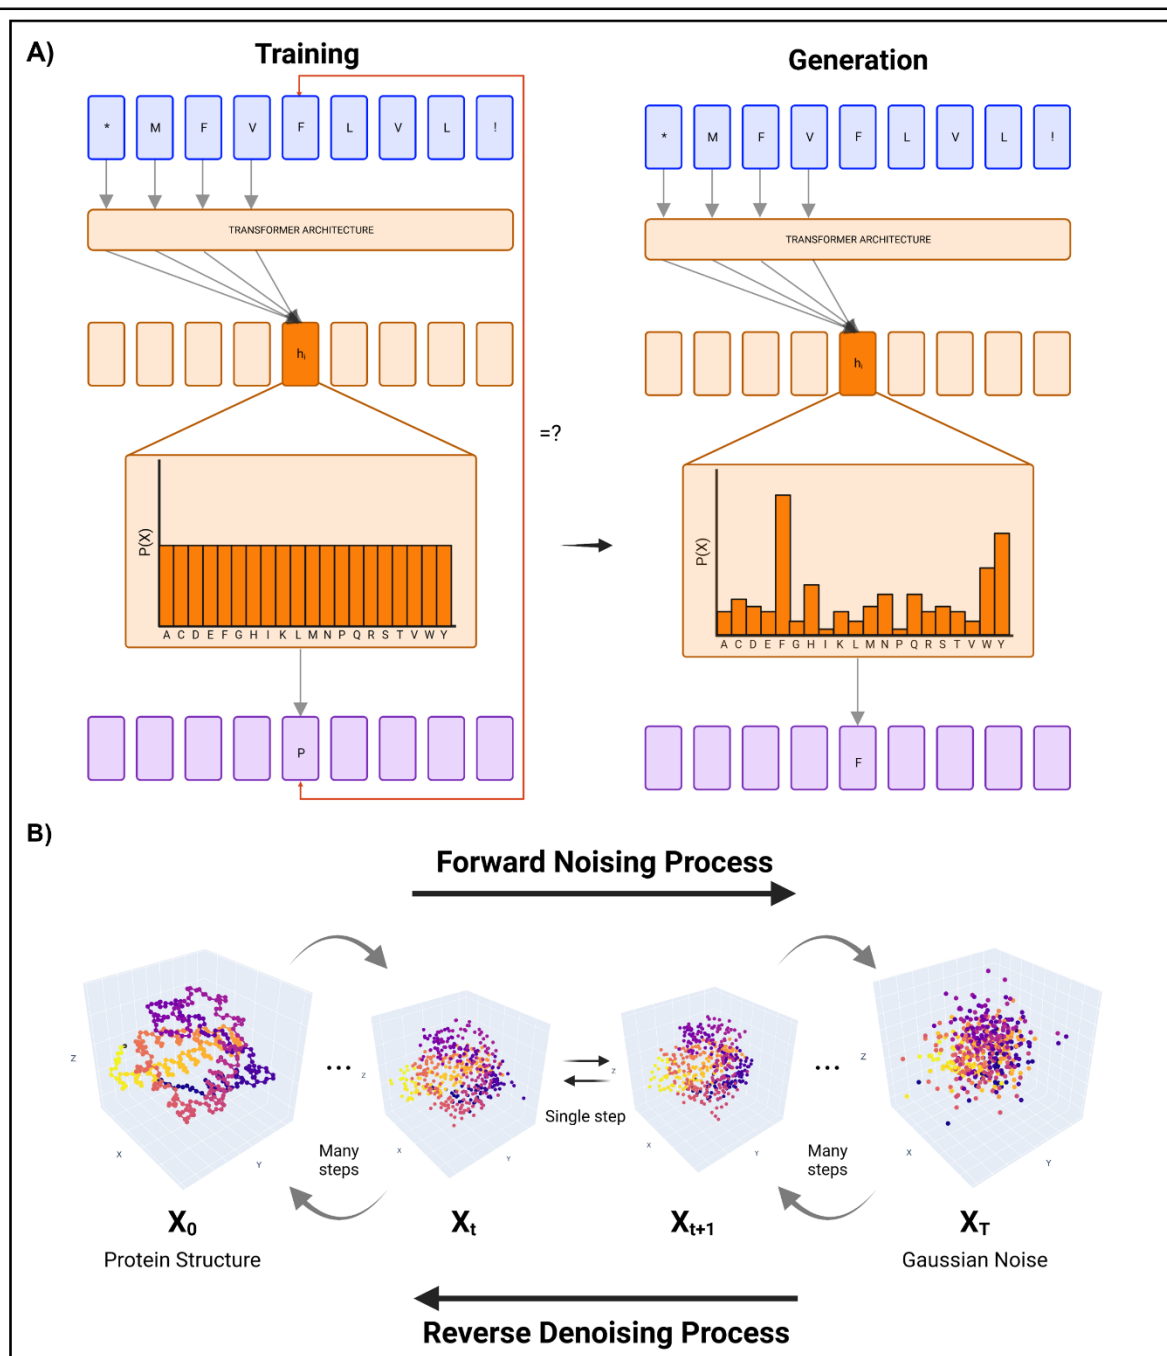 A)
Training
Generation
* M F V F L V L !
* M F V F L V L !
TRANSFORMER ARCHITECTURE
TRANSFORMER ARCHITECTURE
hi
hi
=?
P(X)
A C D E F G H I K L M N P Q R S T V W Y
P(X)
A C D E F G H I K L M N P Q R S T V W Y
P
F
B)
Forward Noising Process
Z
X
Y
...
Z
X
Y
Single step
Z
X
Y
...
Z
X
Y
Many
steps
Many
steps
X0
Xt
Xt+1
XT
Protein Structure
Gaussian Noise
Reverse Denoising Process